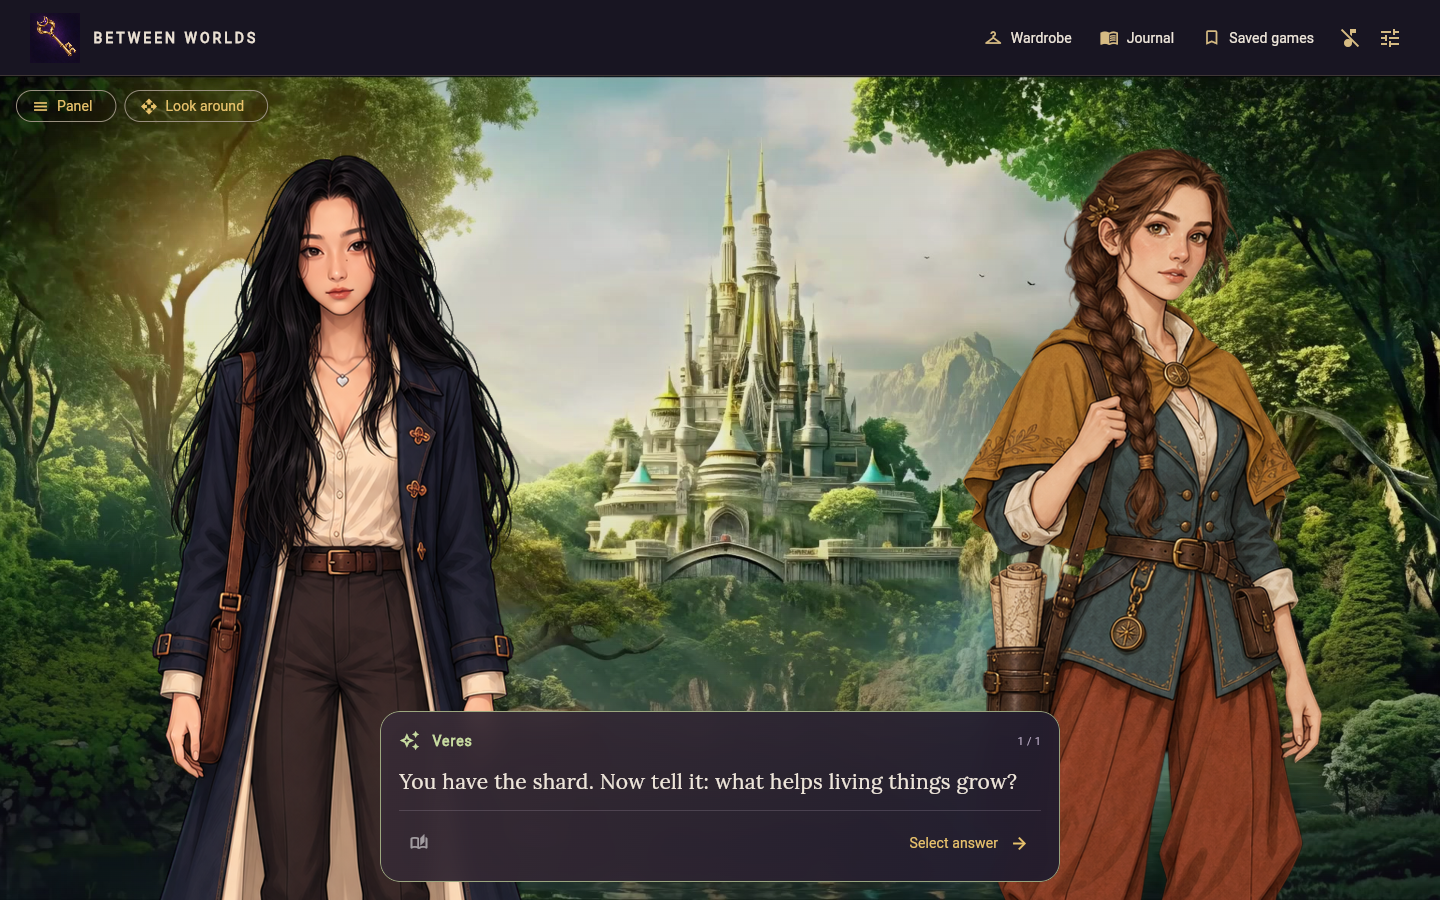 BETWEEN WORLDS
Wardrobe
Journal
Saved games
Panel
Look around
Veres
1 / 1
You have the shard. Now tell it: what helps living things grow?
Select answer